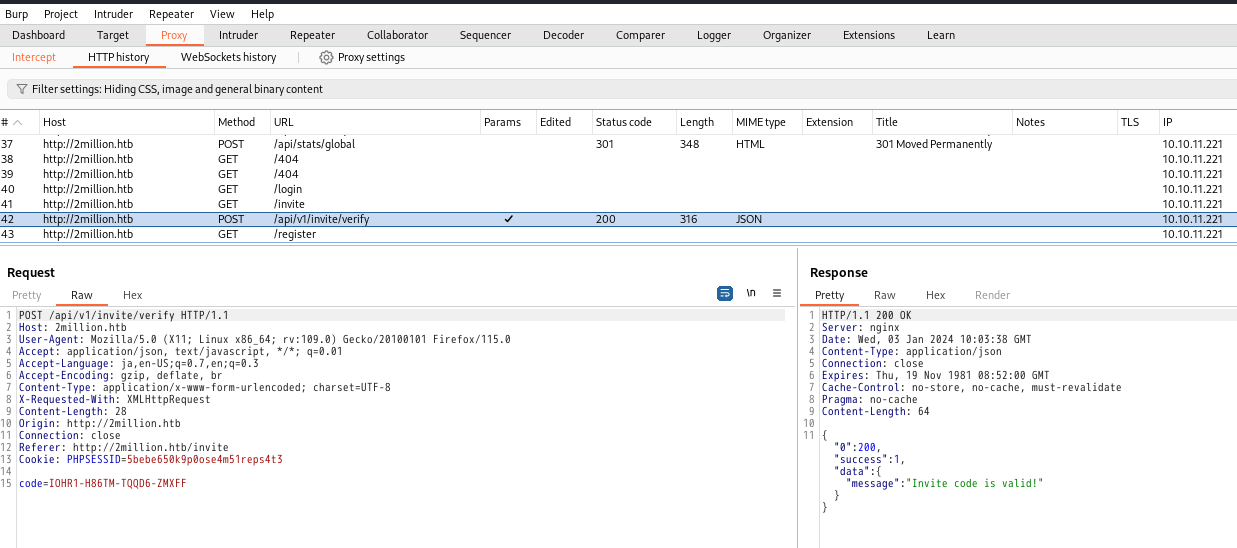 Burp Project Intruder Repeater View Help
Dashboard Target Proxy Intruder Repeater Collaborator Sequencer Decoder Comparer Logger Organizer Extensions Learn
Intercept HTTP history WebSockets history Proxy settings
Filter settings: Hiding CSS, image and general binary content
# Host Method URL Params Edited Status code Length MIME type Extension Title Notes TLS IP
37 http://2million.htb POST /api/stats/global 301 348 HTML 301 Moved Permanently 10.10.11.221
38 http://2million.htb GET /404 10.10.11.221
39 http://2million.htb GET /404 10.10.11.221
40 http://2million.htb GET /login 10.10.11.221
41 http://2million.htb GET /invite 10.10.11.221
42 http://2million.htb POST /api/v1/invite/verify ✓ 200 316 JSON 10.10.11.221
43 http://2million.htb GET /register 10.10.11.221
Request
Pretty Raw Hex
\n
1 POST /api/v1/invite/verify HTTP/1.1
2 Host: 2million.htb
3 User-Agent: Mozilla/5.0 (X11; Linux x86_64; rv:109.0) Gecko/20100101 Firefox/115.0
4 Accept: application/json, text/javascript, */*; q=0.01
5 Accept-Language: ja,en-US;q=0.7,en;q=0.3
6 Accept-Encoding: gzip, deflate, br
7 Content-Type: application/x-www-form-urlencoded; charset=UTF-8
8 X-Requested-With: XMLHttpRequest
9 Content-Length: 28
10 Origin: http://2million.htb
11 Connection: close
12 Referer: http://2million.htb/invite
13 Cookie: PHPSESSID=5bebe650k9p0ose4m51reps4t3
14
15 code=IOHR1-H86TM-TQQD6-ZMXFF
Response
Pretty Raw Hex Render
1 HTTP/1.1 200 OK
2 Server: nginx
3 Date: Wed, 03 Jan 2024 10:03:38 GMT
4 Content-Type: application/json
5 Connection: close
6 Expires: Thu, 19 Nov 1981 08:52:00 GMT
7 Cache-Control: no-store, no-cache, must-revalidate
8 Pragma: no-cache
9 Content-Length: 64
10
11 {
"0":200,
"success":1,
"data":{
"message":"Invite code is valid!"
}
}